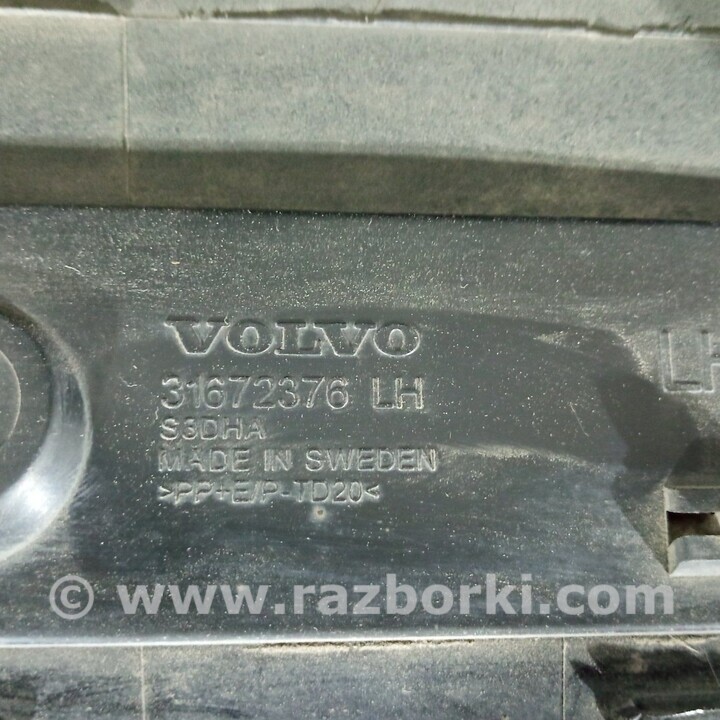 VOLVO
31672376 LH
LH
S3DHA
MADE IN SWEDEN
>PP+E/P-TD20<
© www.razborki.com